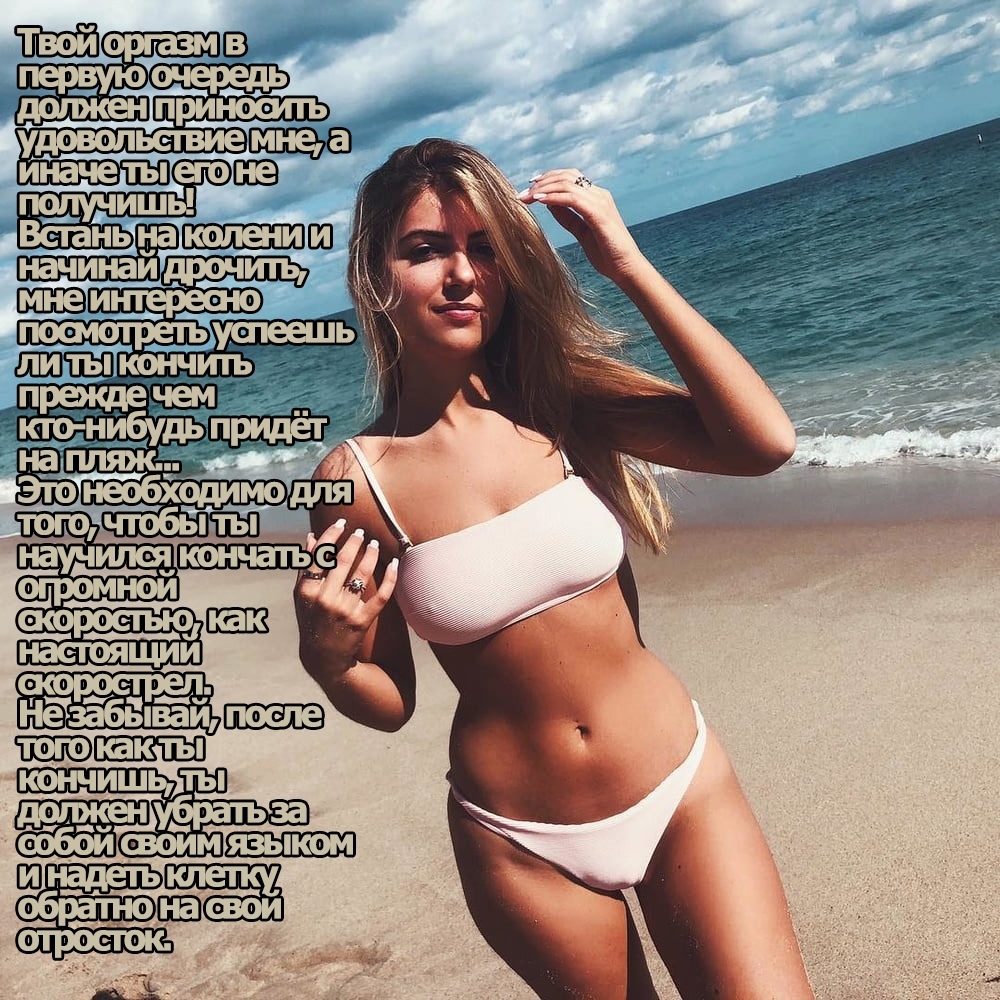 Твой оргазм в
первую очередь
должен приносить
удовольствие мне, а
иначе ты его не
получишь!
Встань на колени и
начинай дрочить,
мне интересно
посмотреть успеешь
ли ты кончить
прежде чем
кто-нибудь придёт
на пляж...
Это необходимо для
того, чтобы ты
научился кончать с
огромной
скоростью, как
настоящий
скорострел.
Не забывай, после
того как ты
кончишь, ты
должен убрать за
собой своим языком
и надеть клетку
обратно на свой
отросток.